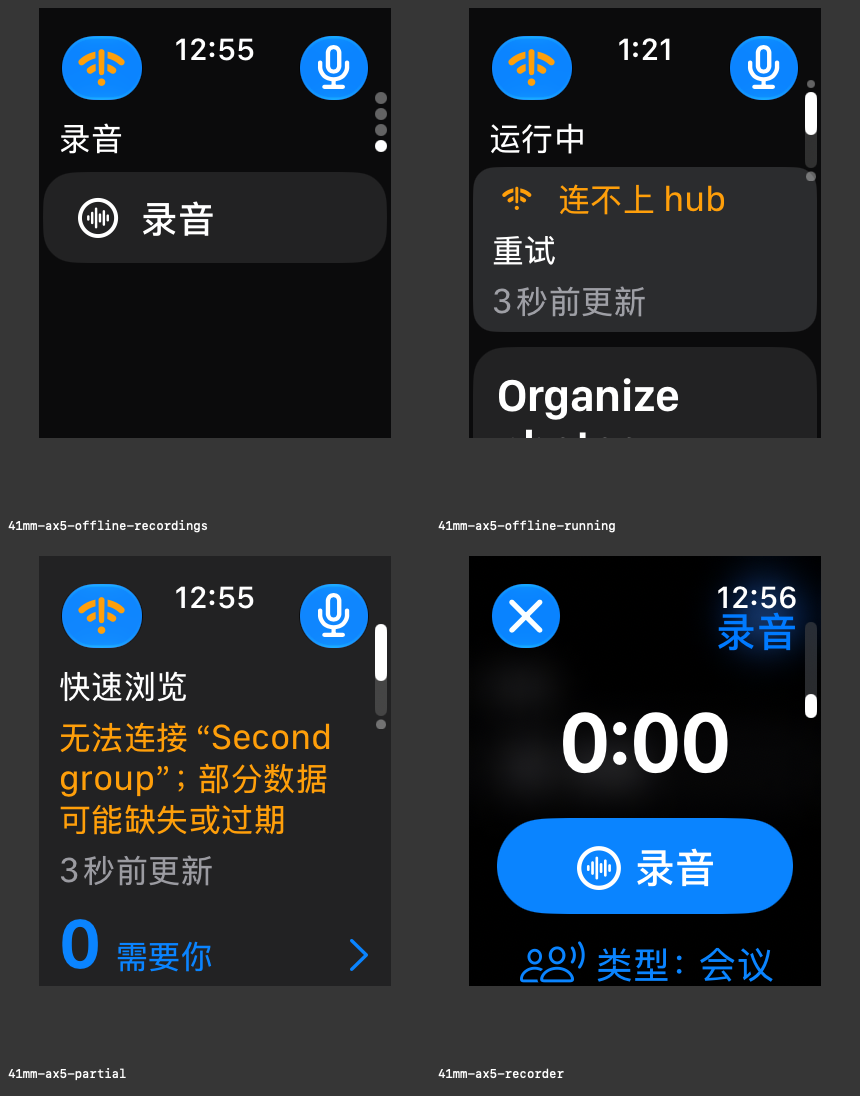 12:55
录音
录音
41mm-ax5-offline-recordings
1:21
运行中
连不上 hub
重试
3秒前更新
Organize
41mm-ax5-offline-running
12:55
快速浏览
无法连接 “Second
group”；部分数据
可能缺失或过期
3秒前更新
0 需要你
41mm-ax5-partial
12:56
录音
0:00
录音
类型：会议
41mm-ax5-recorder